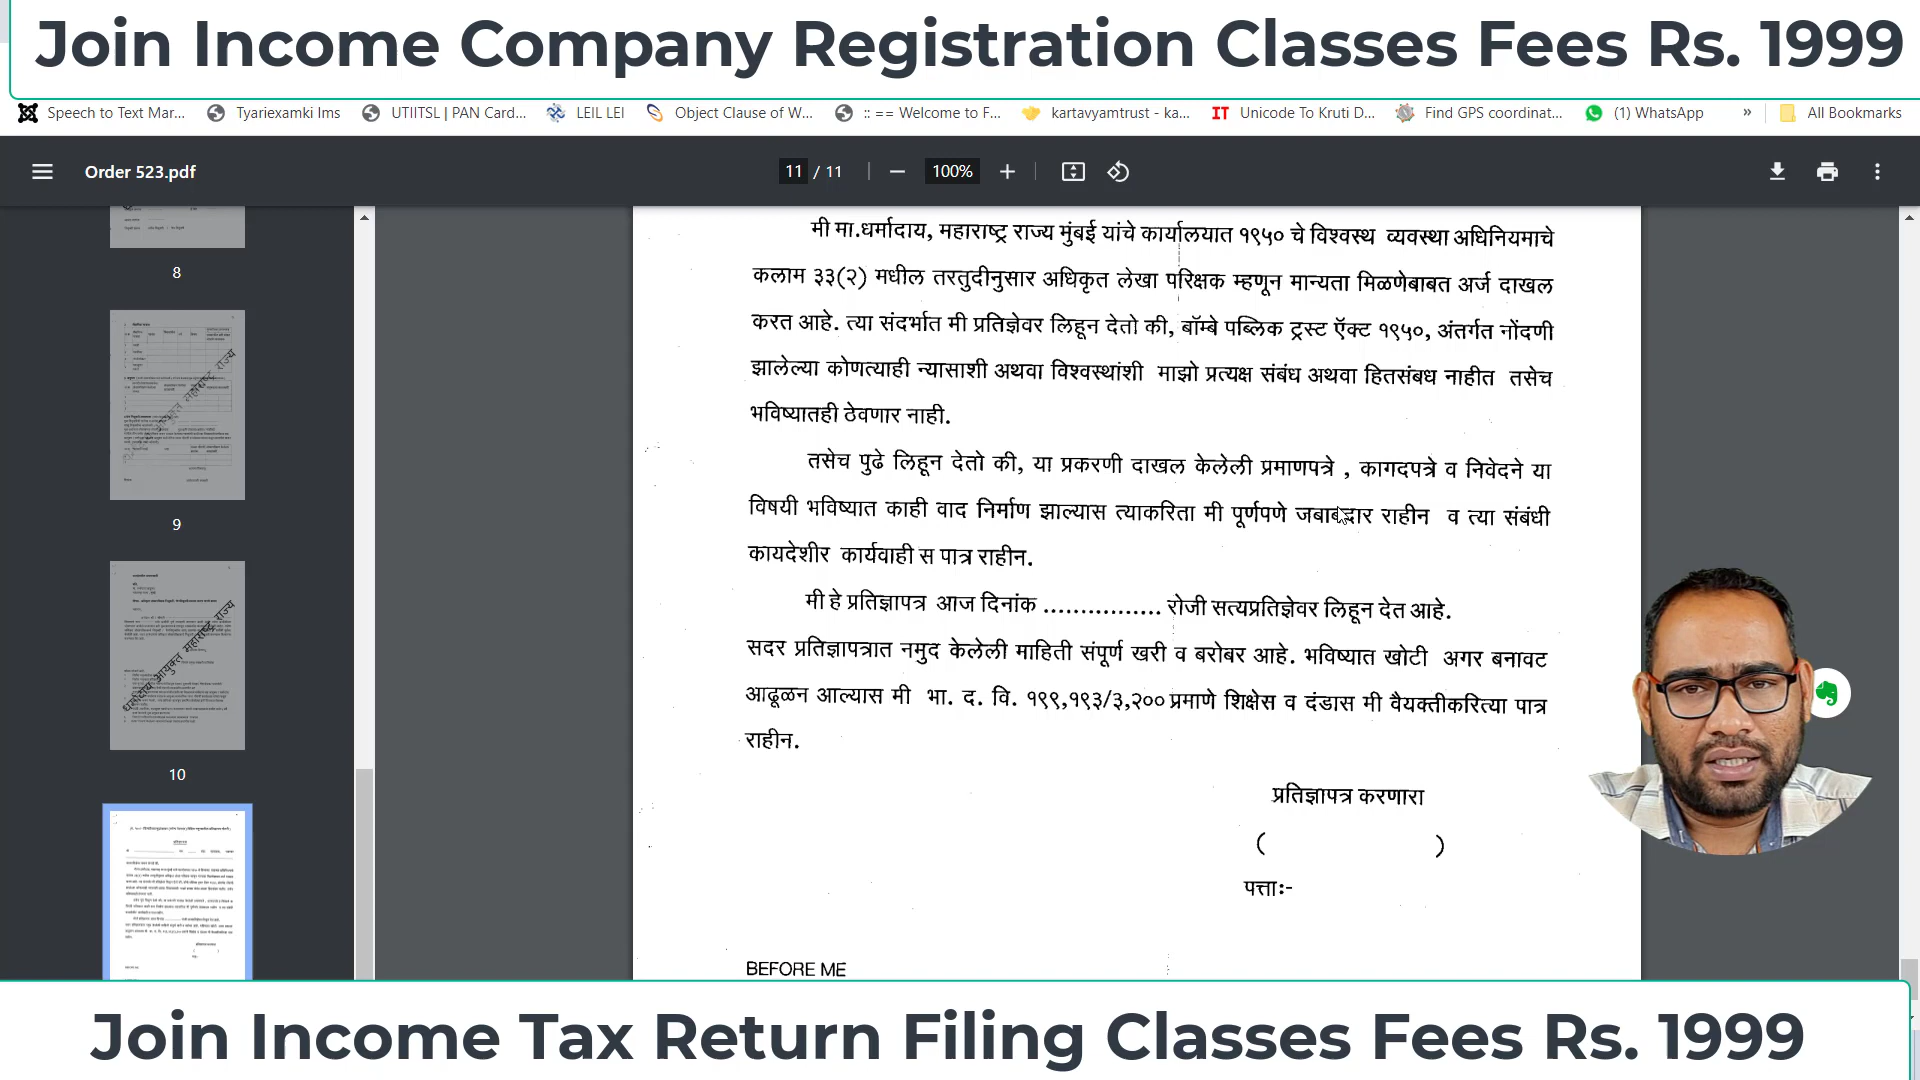 Join Income Company Registration Classes Fees Rs. 1999
Speech to Text Mar... Tyariexamki Ims UTIITSL | PAN Card... LEIL LEI Object Clause of W... :: == Welcome to F... kartavyamtrust - ka... IT Unicode To Kruti D... Find GPS coordinat... (1) WhatsApp » All Bookmarks
Order 523.pdf 11 / 11 100%
8
9
10
धर्मादाय आयुक्त महाराष्ट्र राज्य
मी मा.धर्मादाय, महाराष्ट्र राज्य मुंबई यांचे कार्यालयात १९५० चे विश्वस्थ व्यवस्था अधिनियमाचे
कलाम ३३(२) मधील तरतुदीनुसार अधिकृत लेखा परिक्षक म्हणून मान्यता मिळणेबाबत अर्ज दाखल
करत आहे. त्या संदर्भात मी प्रतिज्ञेवर लिहून देतो की, बॉम्बे पब्लिक ट्रस्ट ऍक्ट १९५०, अंतर्गत नोंदणी
झालेल्या कोणत्याही न्यासाशी अथवा विश्वस्थांशी माझो प्रत्यक्ष संबंध अथवा हितसंबध नाहीत तसेच
भविष्यातही ठेवणार नाही.
तसेच पुढे लिहून देतो की, या प्रकरणी दाखल केलेली प्रमाणपत्रे , कागदपत्रे व निवेदने या
विषयी भविष्यात काही वाद निर्माण झाल्यास त्याकरिता मी पूर्णपणे जबाबदार राहीन व त्या संबंधी
कायदेशीर कार्यवाही स पात्र राहीन.
मी हे प्रतिज्ञापत्र आज दिनांक ................ रोजी सत्यप्रतिज्ञेवर लिहून देत आहे.
सदर प्रतिज्ञापत्रात नमुद केलेली माहिती संपूर्ण खरी व बरोबर आहे. भविष्यात खोटी अगर बनावट
आढूळन आल्यास मी भा. द. वि. १९९,१९३/३,२०० प्रमाणे शिक्षेस व दंडास मी वैयक्तीकरित्या पात्र
राहीन.
प्रतिज्ञापत्र करणारा
( )
पत्ताः-
BEFORE ME
Join Income Tax Return Filing Classes Fees Rs. 1999